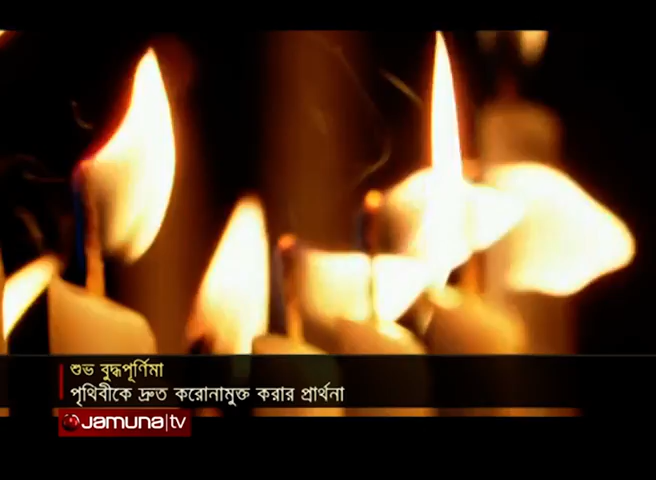 শুভ বুদ্ধপূর্ণিমা
পৃথিবীকে দ্রুত করোনামুক্ত করার প্রার্থনা
Jamuna|tv